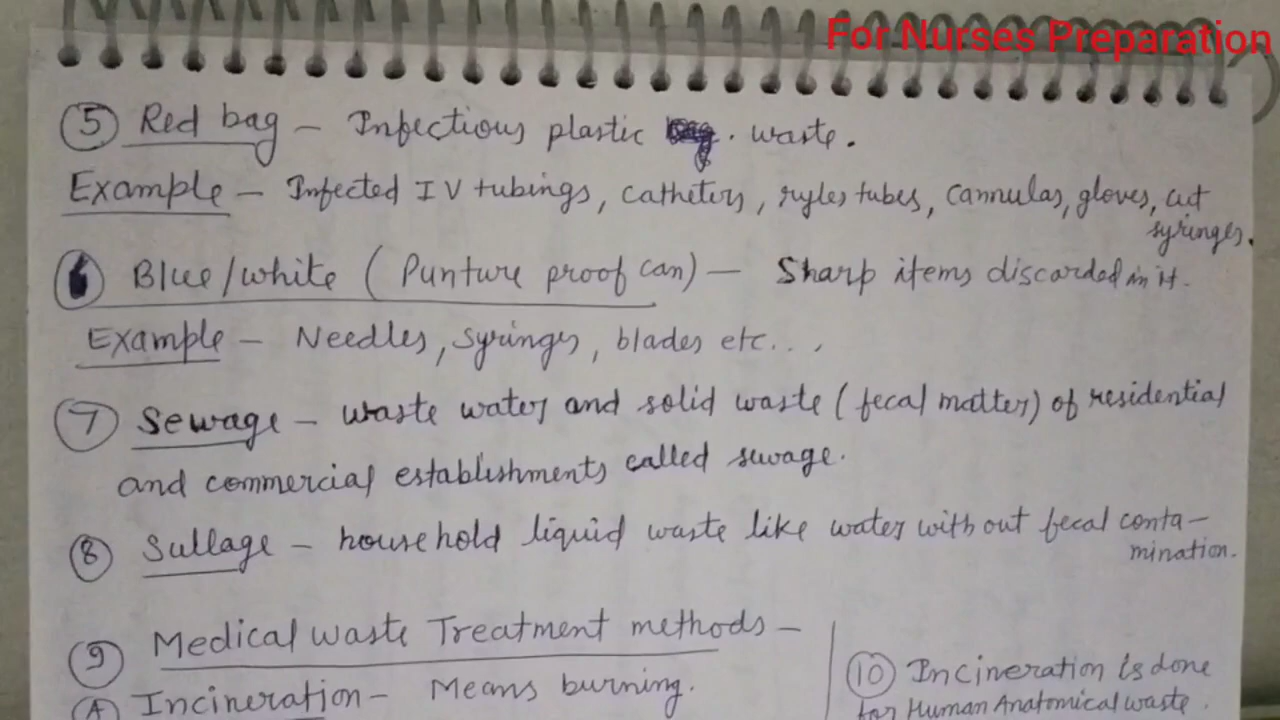 For Nurses Preparation
⑤ Red bag – Infectious plastic . waste.
Example – Infected I V tubings, catheters, ryles tubes, cannulas, gloves, cut
syringes.
⑥ Blue/white ( Punture proof can) – Sharp items discarded in it.
Example – Needles, syringes, blades etc...,
⑦ Sewage – waste water and solid waste ( fecal matter) of residential
and commercial establishments called sewage.
⑧ Sullage – household liquid waste like water without fecal conta–
mination.
⑨ Medical waste Treatment methods –
Ⓐ Incineration – Means burning.
⑩ Incineration is done
for Human Anatomical waste.